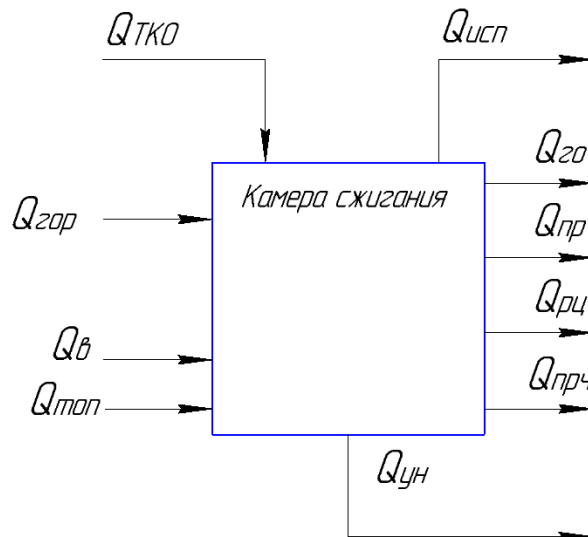 QТКО
Qисп
Qго
Камера сжигания
Qгор
Qпр
Qрц
Qв
Qпрч
Qтоп
Qун